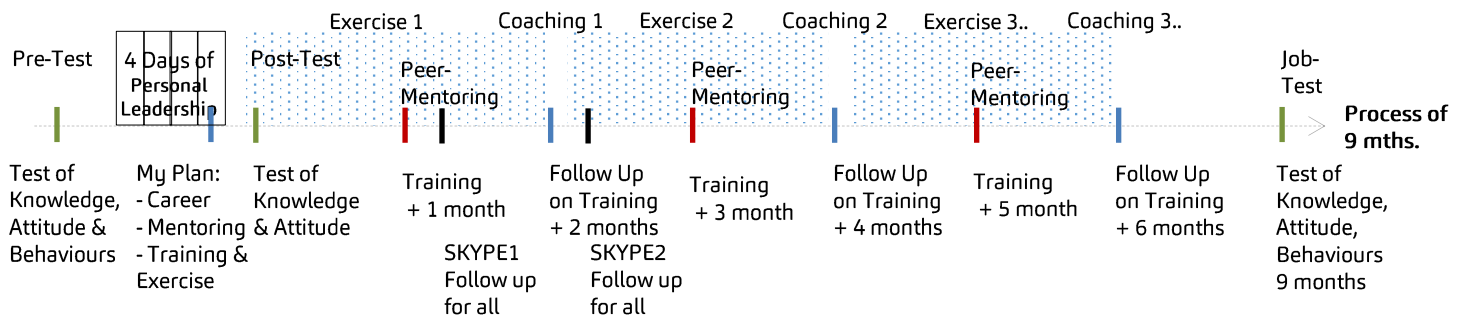 Exercise 1
Coaching 1
Exercise 2
Coaching 2
Exercise 3..
Coaching 3..
Pre-Test
4 Days of
Personal
Leadership
Post-Test
Peer-
Mentoring
Peer-
Mentoring
Peer-
Mentoring
Job-
Test
Process of
9 mths.
Test of
Knowledge,
Attitude &
Behaviours
My Plan:
- Career
- Mentoring
- Training &
Exercise
Test of
Knowledge
& Attitude
Training
+ 1 month
SKYPE1
Follow up
for all
Follow Up
on Training
+ 2 months
SKYPE2
Follow up
for all
Training
+ 3 month
Follow Up
on Training
+ 4 months
Training
+ 5 month
Follow Up
on Training
+ 6 months
Test of
Knowledge,
Attitude,
Behaviours
9 months